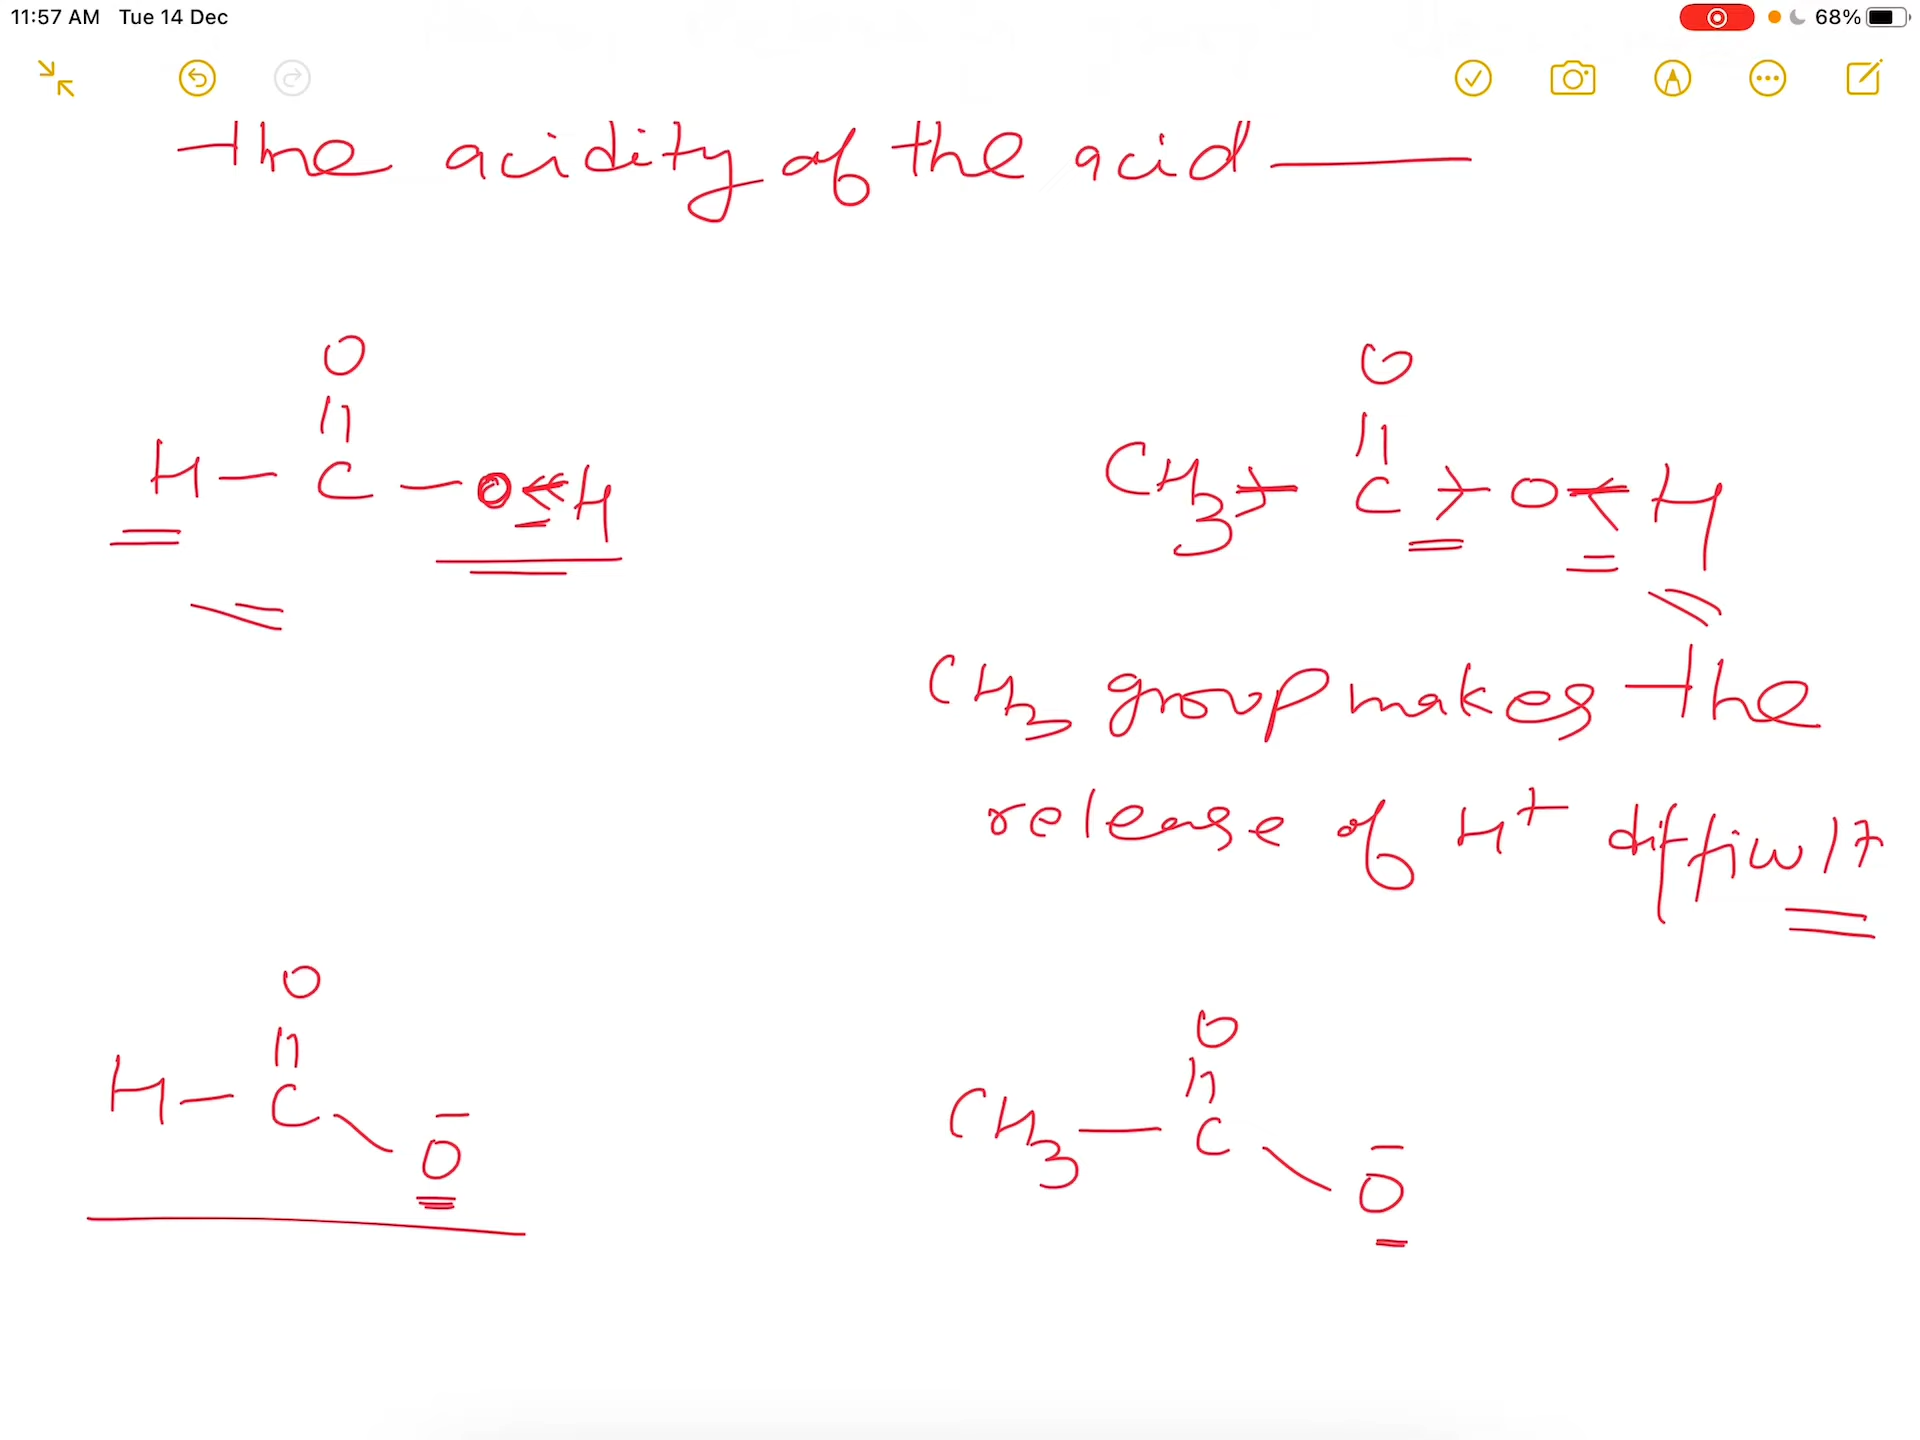 11:57 AM Tue 14 Dec 68%
the acidity of the acid
O O
H - C - O H CH3 C O H
CH3 group makes the
release of H+ difficult
O O
H - C CH3 - C
O- O-